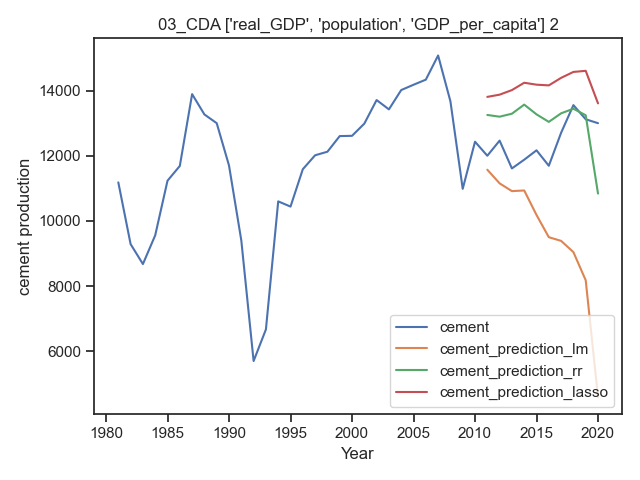 03_CDA ['real_GDP', 'population', 'GDP_per_capita'] 2
14000
12000
10000
8000
6000
cement production
cement
cement_prediction_lm
cement_prediction_rr
cement_prediction_lasso
1980 1985 1990 1995 2000 2005 2010 2015 2020
Year